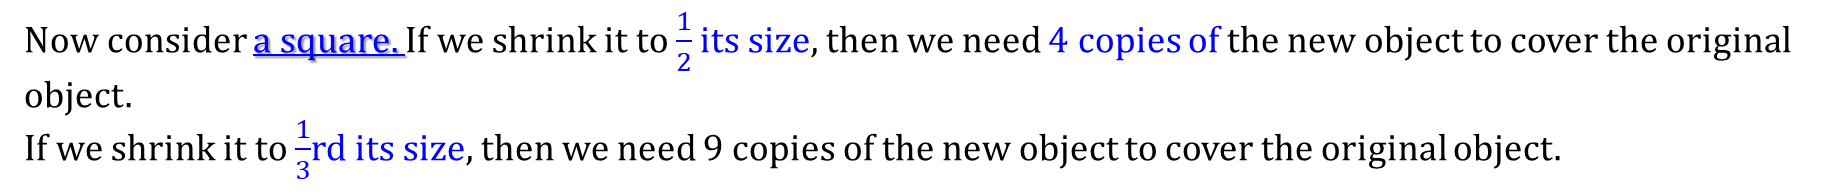 Now consider a square. If we shrink it to 1/2 its size, then we need 4 copies of the new object to cover the original
object.
If we shrink it to 1/3rd its size, then we need 9 copies of the new object to cover the original object.